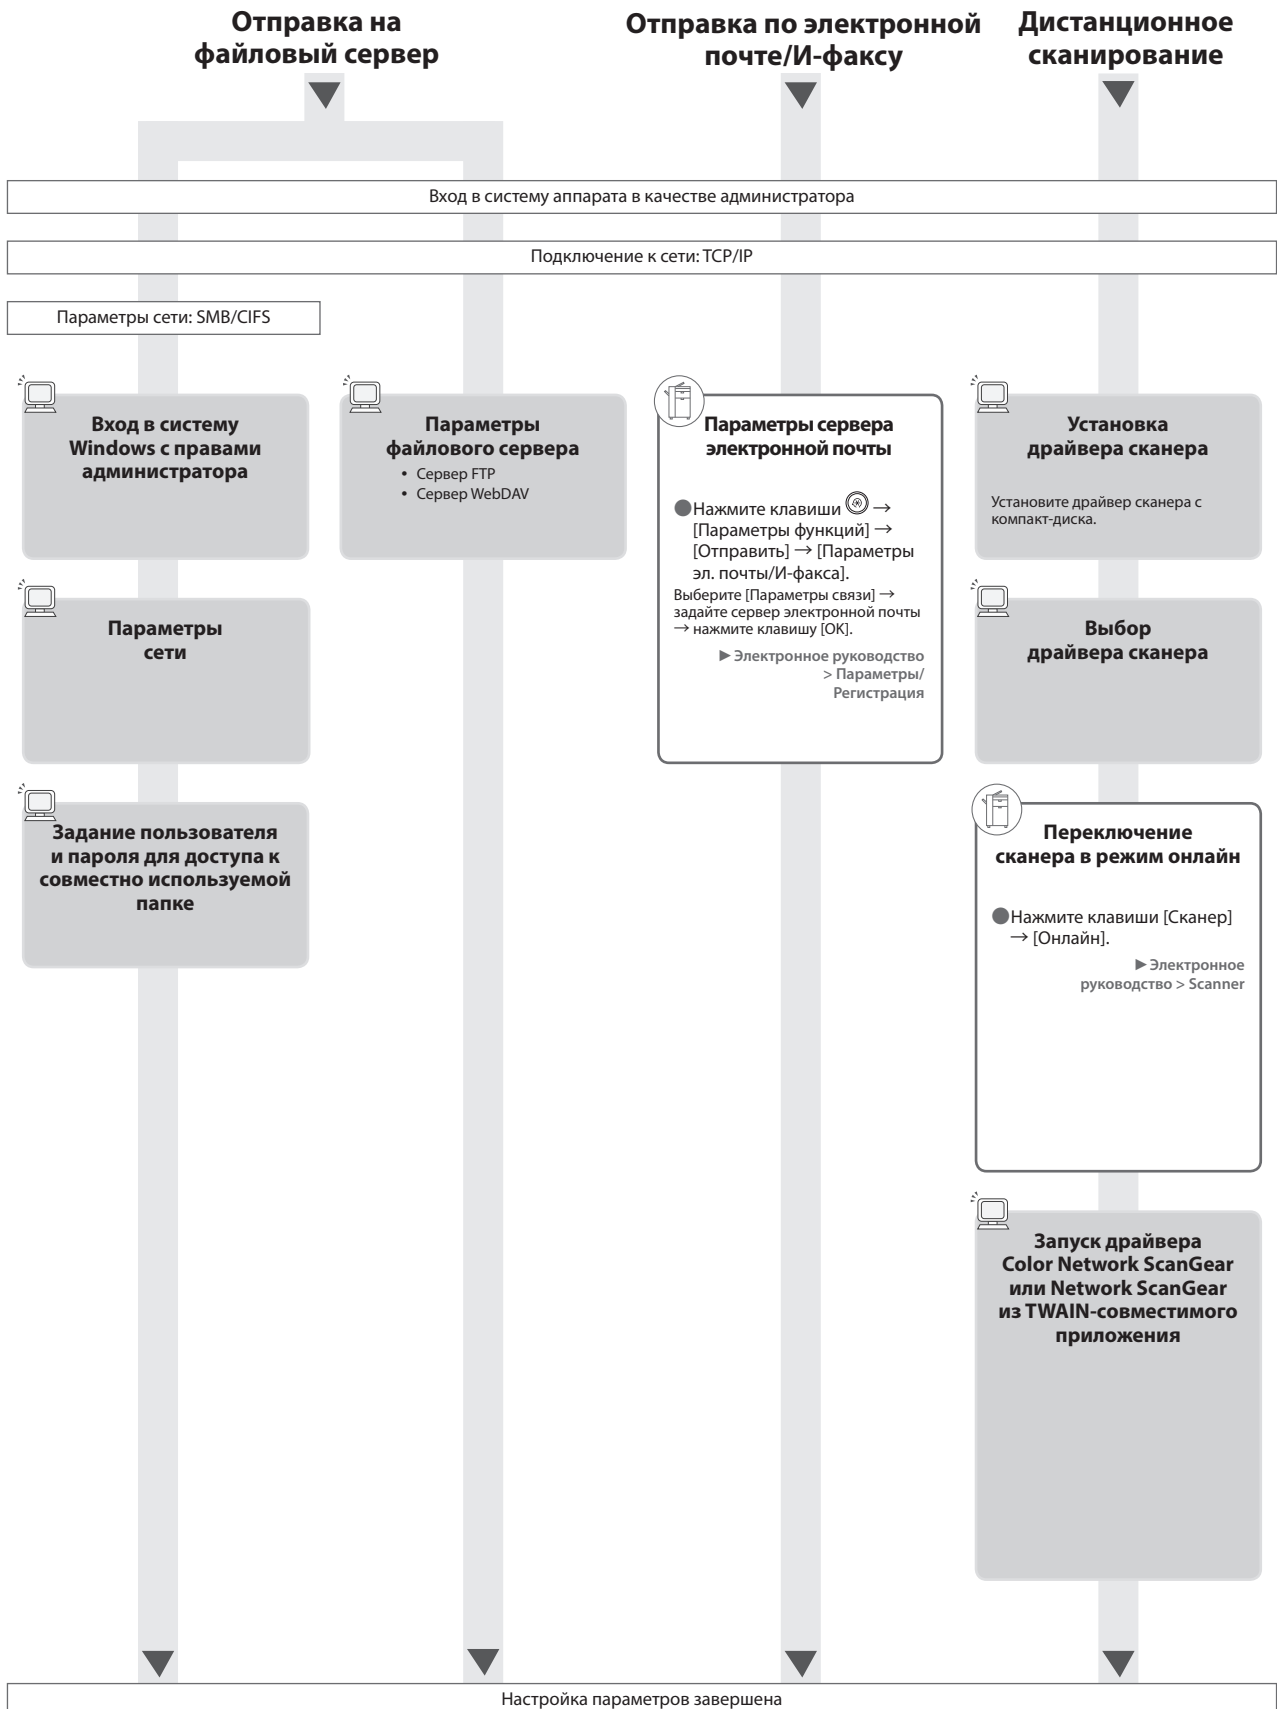 Отправка на
файловый сервер
Отправка по электронной
почте/И-факсу
Дистанционное
сканирование
Вход в систему аппарата в качестве администратора
Подключение к сети: TCP/IP
Параметры сети: SMB/CIFS
Вход в систему
Windows с правами
администратора
Параметры
сети
Задание пользователя
и пароля для доступа к
совместно используемой
папке
Параметры
файлового сервера
• Сервер FTP
• Сервер WebDAV
Параметры сервера
электронной почты
●Нажмите клавиши →
[Параметры функций] →
[Отправить] → [Параметры
эл. почты/И-факса].
Выберите [Параметры связи] →
задайте сервер электронной почты
→ нажмите клавишу [OK].
►Электронное руководство
> Параметры/
Регистрация
Установка
драйвера сканера
Установите драйвер сканера с
компакт-диска.
Выбор
драйвера сканера
Переключение
сканера в режим онлайн
●Нажмите клавиши [Сканер]
→ [Онлайн].
►Электронное
руководство > Scanner
Запуск драйвера
Color Network ScanGear
или Network ScanGear
из TWAIN-совместимого
приложения
Настройка параметров завершена